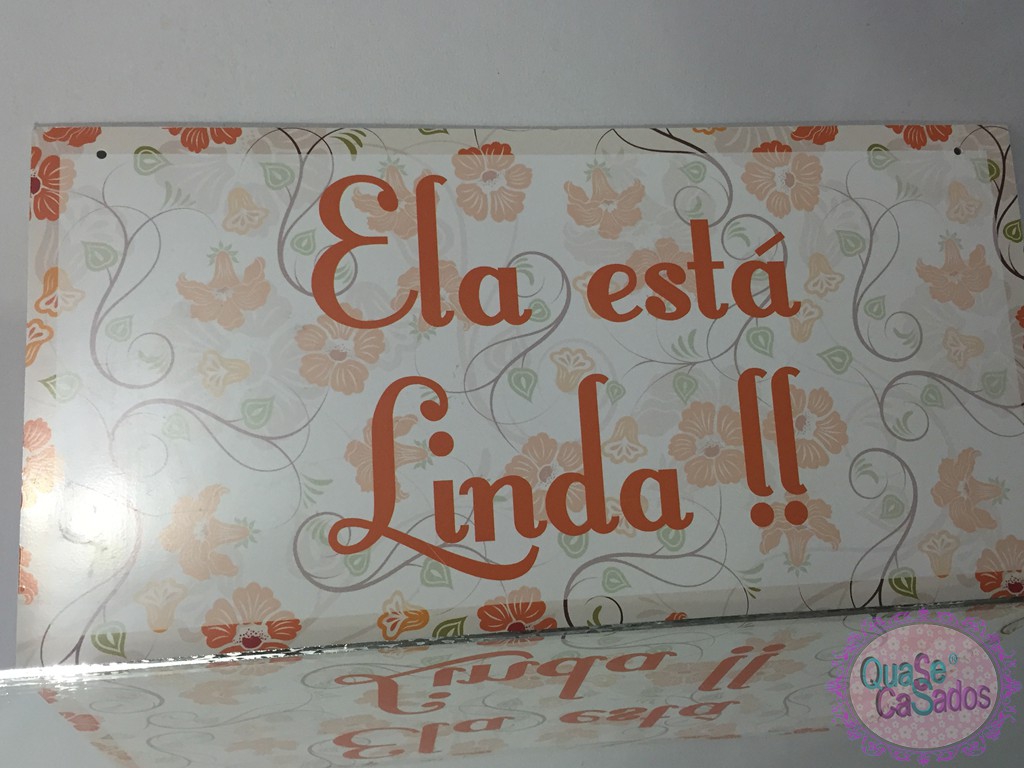 Ela está
Linda !!
Quase
CaSados